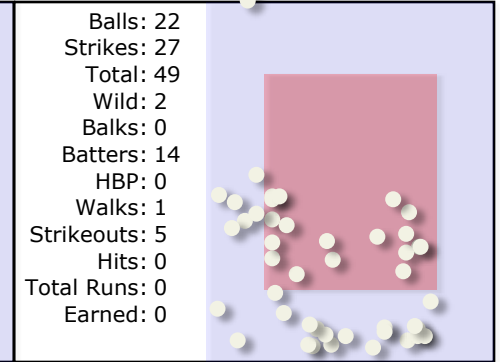 Balls: 22
Strikes: 27
Total: 49
Wild: 2
Balks: 0
Batters: 14
HBP: 0
Walks: 1
Strikeouts: 5
Hits: 0
Total Runs: 0
Earned: 0